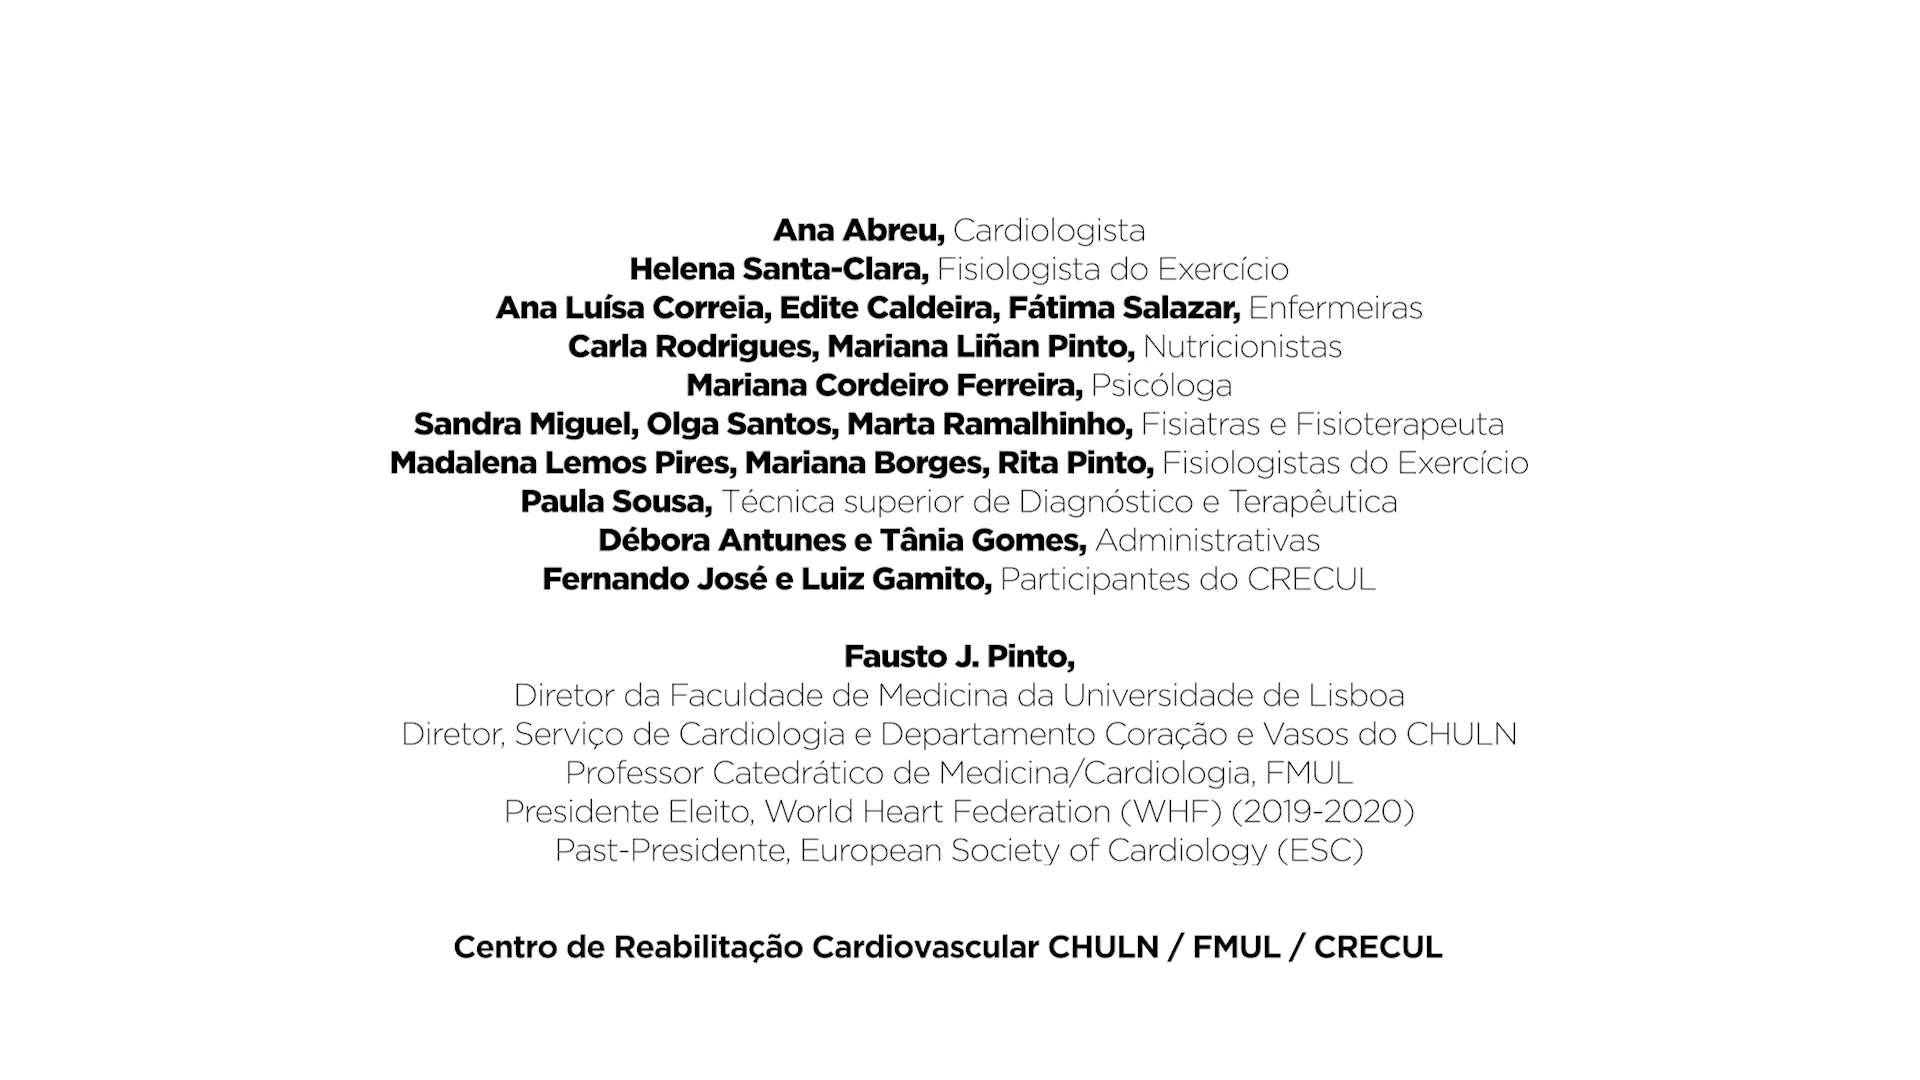 Ana Abreu, Cardiologista
Helena Santa-Clara, Fisiologista do Exercício
Ana Luísa Correia, Edite Caldeira, Fátima Salazar, Enfermeiras
Carla Rodrigues, Mariana Liñan Pinto, Nutricionistas
Mariana Cordeiro Ferreira, Psicóloga
Sandra Miguel, Olga Santos, Marta Ramalhinho, Fisiatras e Fisioterapeuta
Madalena Lemos Pires, Mariana Borges, Rita Pinto, Fisiologistas do Exercício
Paula Sousa, Técnica superior de Diagnóstico e Terapêutica
Débora Antunes e Tânia Gomes, Administrativas
Fernando José e Luiz Gamito, Participantes do CRECUL
Fausto J. Pinto,
Diretor da Faculdade de Medicina da Universidade de Lisboa
Diretor, Serviço de Cardiologia e Departamento Coração e Vasos do CHULN
Professor Catedrático de Medicina/Cardiologia, FMUL
Presidente Eleito, World Heart Federation (WHF) (2019-2020)
Past-Presidente, European Society of Cardiology (ESC)
Centro de Reabilitação Cardiovascular CHULN / FMUL / CRECUL